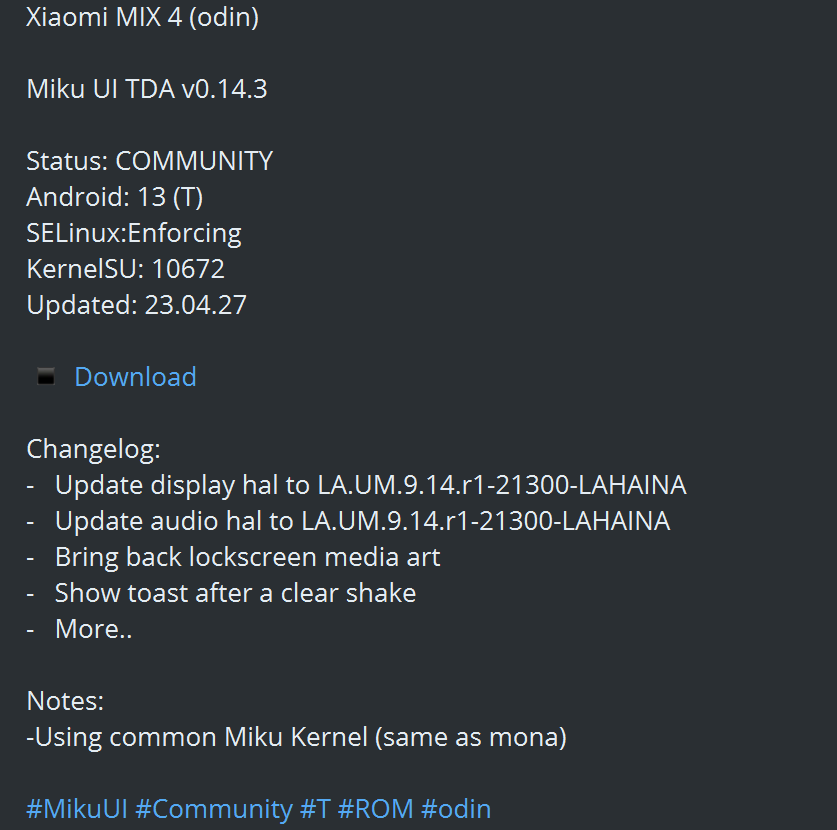 Xiaomi MIX 4 (odin)
Miku UI TDA v0.14.3
Status: COMMUNITY
Android: 13 (T)
SELinux:Enforcing
KernelSU: 10672
Updated: 23.04.27
Download
Changelog:
- Update display hal to LA.UM.9.14.r1-21300-LAHAINA
- Update audio hal to LA.UM.9.14.r1-21300-LAHAINA
- Bring back lockscreen media art
- Show toast after a clear shake
- More..
Notes:
-Using common Miku Kernel (same as mona)
#MikuUI #Community #T #ROM #odin